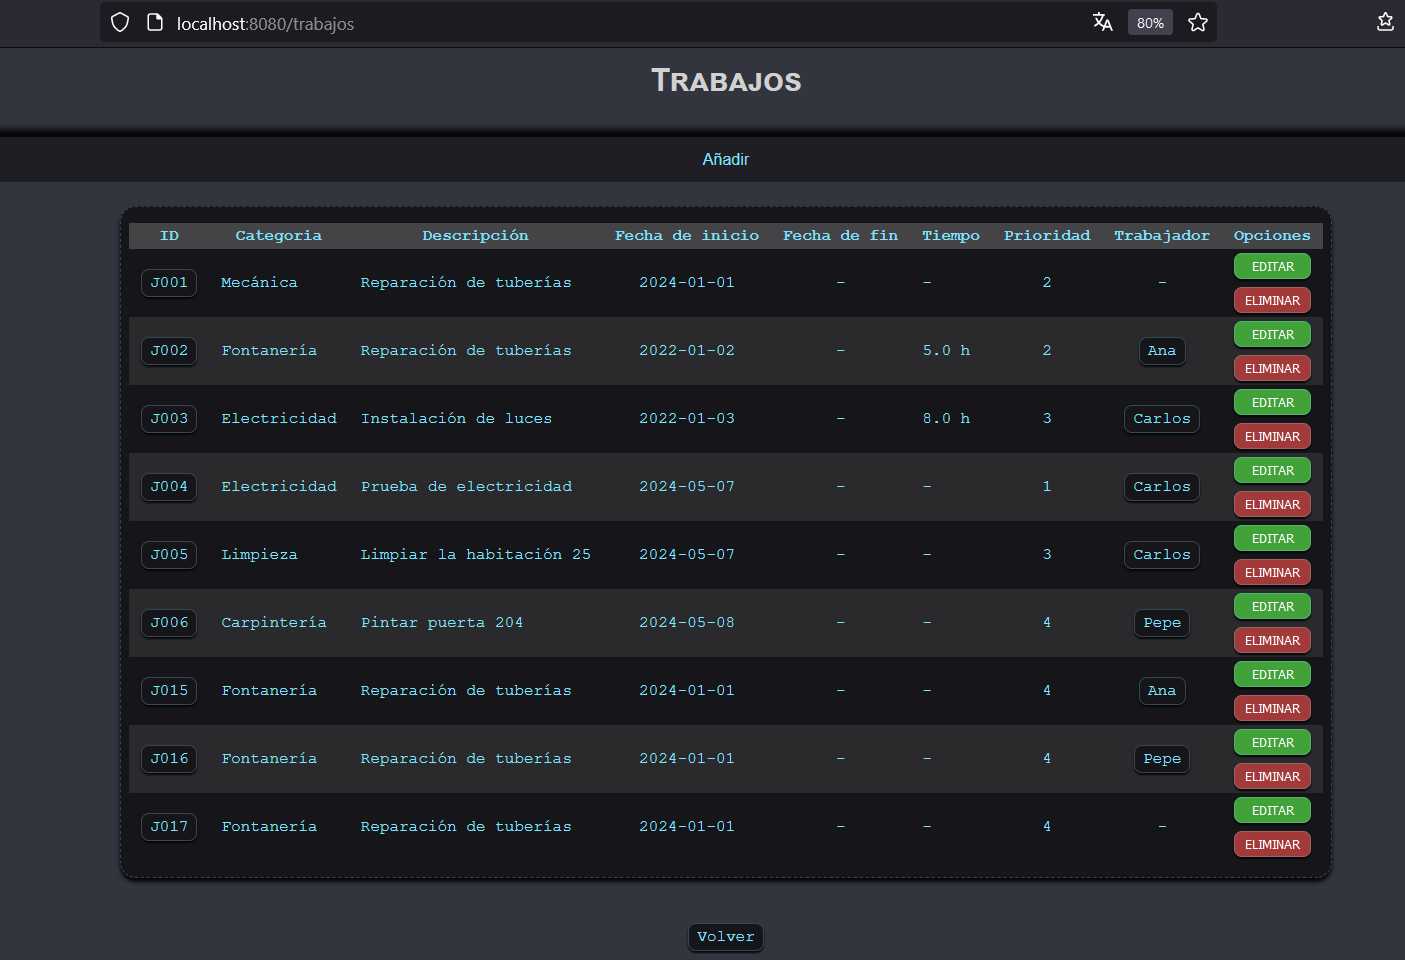 localhost:8080/trabajos 80%
Trabajos
Añadir
ID Categoria Descripción Fecha de inicio Fecha de fin Tiempo Prioridad Trabajador Opciones
J001 Mecánica Reparación de tuberías 2024-01-01 - - 2 - EDITAR
ELIMINAR
J002 Fontanería Reparación de tuberías 2022-01-02 - 5.0 h 2 Ana EDITAR
ELIMINAR
J003 Electricidad Instalación de luces 2022-01-03 - 8.0 h 3 Carlos EDITAR
ELIMINAR
J004 Electricidad Prueba de electricidad 2024-05-07 - - 1 Carlos EDITAR
ELIMINAR
J005 Limpieza Limpiar la habitación 25 2024-05-07 - - 3 Carlos EDITAR
ELIMINAR
J006 Carpintería Pintar puerta 204 2024-05-08 - - 4 Pepe EDITAR
ELIMINAR
J015 Fontanería Reparación de tuberías 2024-01-01 - - 4 Ana EDITAR
ELIMINAR
J016 Fontanería Reparación de tuberías 2024-01-01 - - 4 Pepe EDITAR
ELIMINAR
J017 Fontanería Reparación de tuberías 2024-01-01 - - 4 - EDITAR
ELIMINAR
Volver